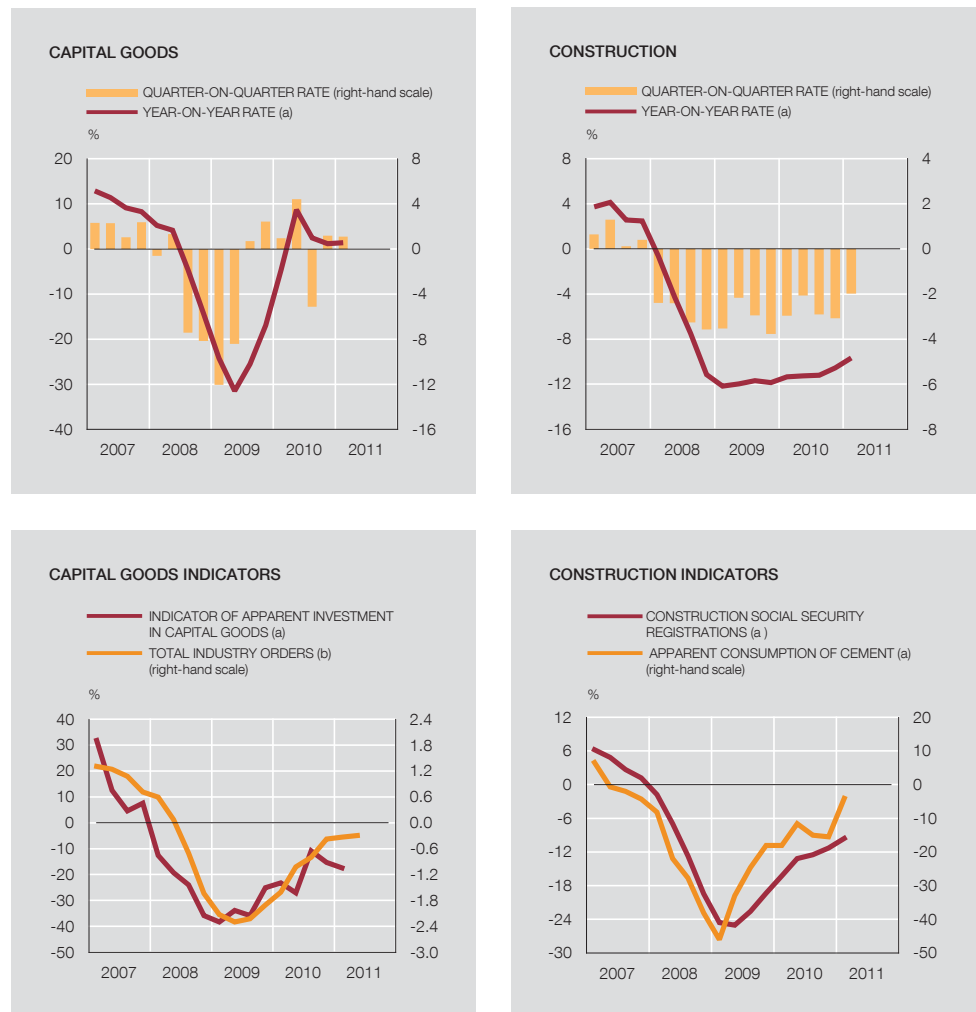 CAPITAL GOODS
QUARTER-ON-QUARTER RATE (right-hand scale)
YEAR-ON-YEAR RATE (a)
%
20 8
10 4
0 0
-10 -4
-20 -8
-30 -12
-40 -16
2007 2008 2009 2010 2011
CONSTRUCTION
QUARTER-ON-QUARTER RATE (right-hand scale)
YEAR-ON-YEAR RATE (a)
%
8 4
4 2
0 0
-4 -2
-8 -4
-12 -6
-16 -8
2007 2008 2009 2010 2011
CAPITAL GOODS INDICATORS
INDICATOR OF APPARENT INVESTMENT
IN CAPITAL GOODS (a)
TOTAL INDUSTRY ORDERS (b)
(right-hand scale)
%
40 2.4
30 1.8
20 1.2
10 0.6
0 0.0
-10 -0.6
-20 -1.2
-30 -1.8
-40 -2.4
-50 -3.0
2007 2008 2009 2010 2011
CONSTRUCTION INDICATORS
CONSTRUCTION SOCIAL SECURITY
REGISTRATIONS (a )
APPARENT CONSUMPTION OF CEMENT (a)
(right-hand scale)
%
12 20
6 10
0 0
-6 -10
-12 -20
-18 -30
-24 -40
-30 -50
2007 2008 2009 2010 2011